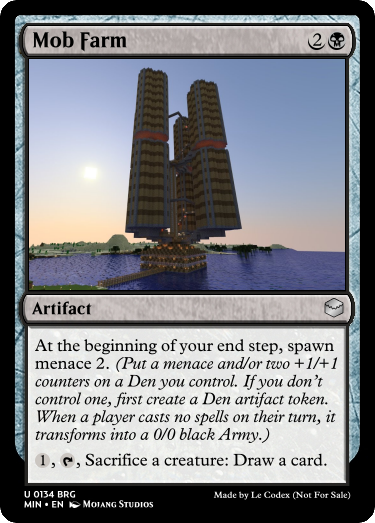 Mob Farm 2
Artifact
At the beginning of your end step, spawn
menace 2. (Put a menace and/or two +1/+1
counters on a Den you control. If you don't
control one, first create a Den artifact token.
When a player casts no spells on their turn, it
transforms into a 0/0 black Army.)
1, , Sacrifice a creature: Draw a card.
U 0134 BRG
MIN • EN Mojang Studios
Made by Le Codex (Not For Sale)